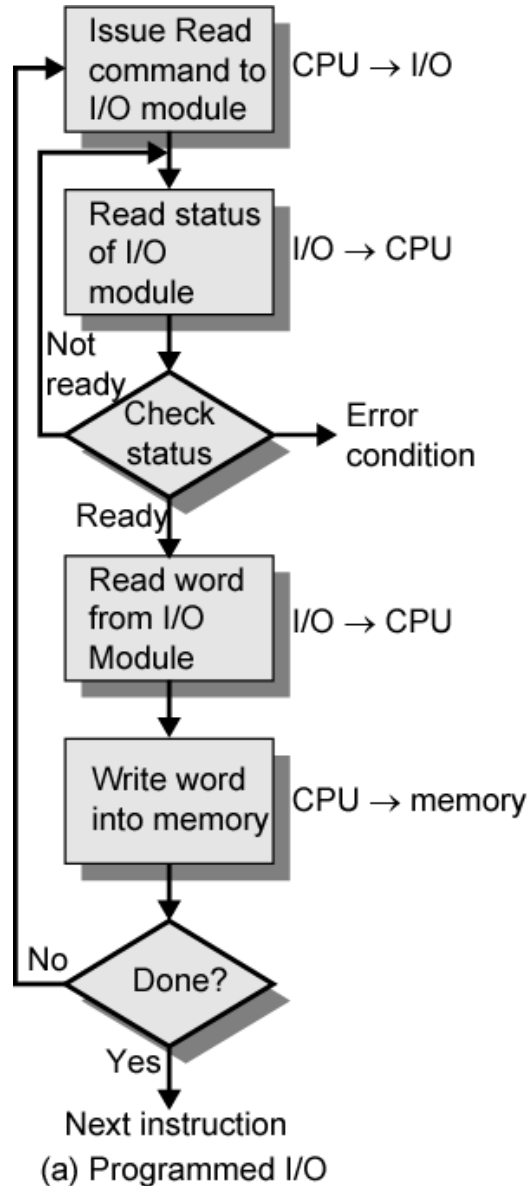 Issue Read
command to
I/O module
CPU → I/O
Read status
of I/O
module
I/O → CPU
Not
ready
Check
status
Error
condition
Ready
Read word
from I/O
Module
I/O → CPU
Write word
into memory
CPU → memory
No
Done?
Yes
Next instruction
(a) Programmed I/O